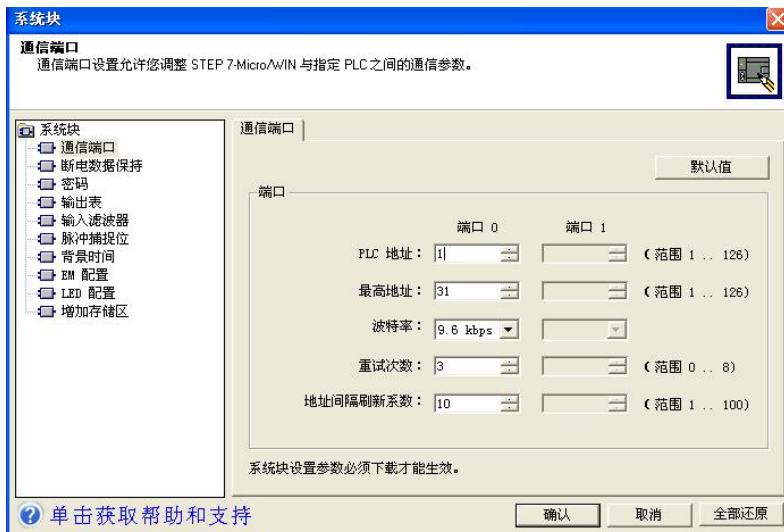 系统块
通信端口
通信端口设置允许您调整 STEP 7-Micro/WIN 与指定 PLC 之间的通信参数。
系统块
通信端口
断电数据保持
密码
输出表
输入滤波器
脉冲捕捉位
背景时间
EM 配置
LED 配置
增加存储区
通信端口
默认值
端口
端口 0 端口 1
PLC 地址： 1 (范围 1 .. 126)
最高地址： 31 (范围 1 .. 126)
波特率： 9.6 kbps
重试次数： 3 (范围 0 .. 8)
地址间隔刷新系数： 10 (范围 1 .. 100)
系统块设置参数必须下载才能生效。
单击获取帮助和支持 确认 取消 全部还原